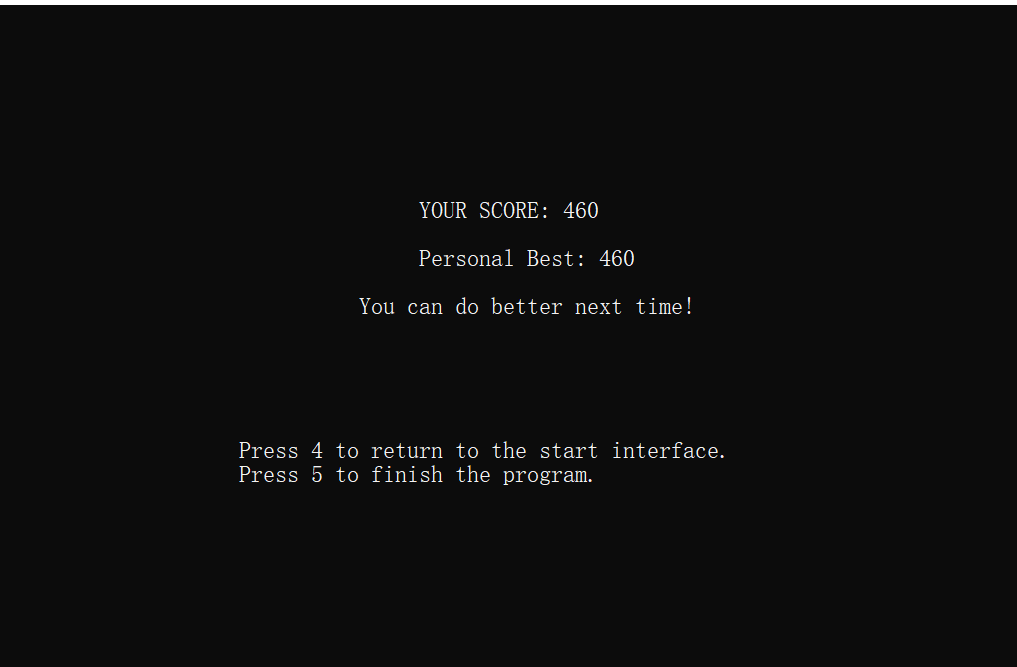 YOUR SCORE: 460
Personal Best: 460
You can do better next time!
Press 4 to return to the start interface.
Press 5 to finish the program.